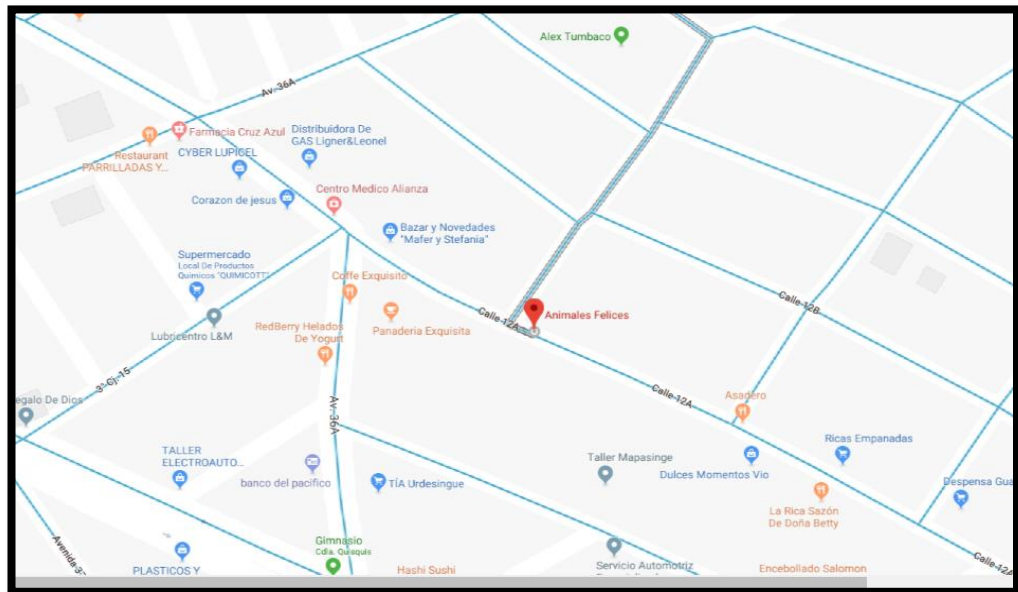 Alex Tumbaco
Av. 36A
Farmacia Cruz Azul
Distribuidora De
GAS Ligner&Leonel
Restaurant
PARRILLADAS Y...
CYBER LUPICEL
Corazon de jesus
Centro Medico Alianza
Bazar y Novedades
"Mafer y Stefania"
Supermercado
Local De Productos
Quimicos "QUIMICOTT"
Coffe Exquisito
Calle 12B
Lubricentro L&M
RedBerry Helados
De Yogurt
Panaderia Exquisita
Calle 12A
Animales Felices
3° Cj. 15
egalo De Dios
Av. 36A
Calle 12A
Asadero
TALLER
ELECTROAUTO...
banco del pacifico
TÍA Urdesingue
Taller Mapasingue
Dulces Momentos Vio
Ricas Empanadas
Despensa Gua
La Rica Sazón
De Doña Betty
Avenida 3
PLASTICOS Y...
Gimnasio
Cdla. Quisquis
Hashi Sushi
Servicio Automotriz
Encebollado Salomon
Calle 12A